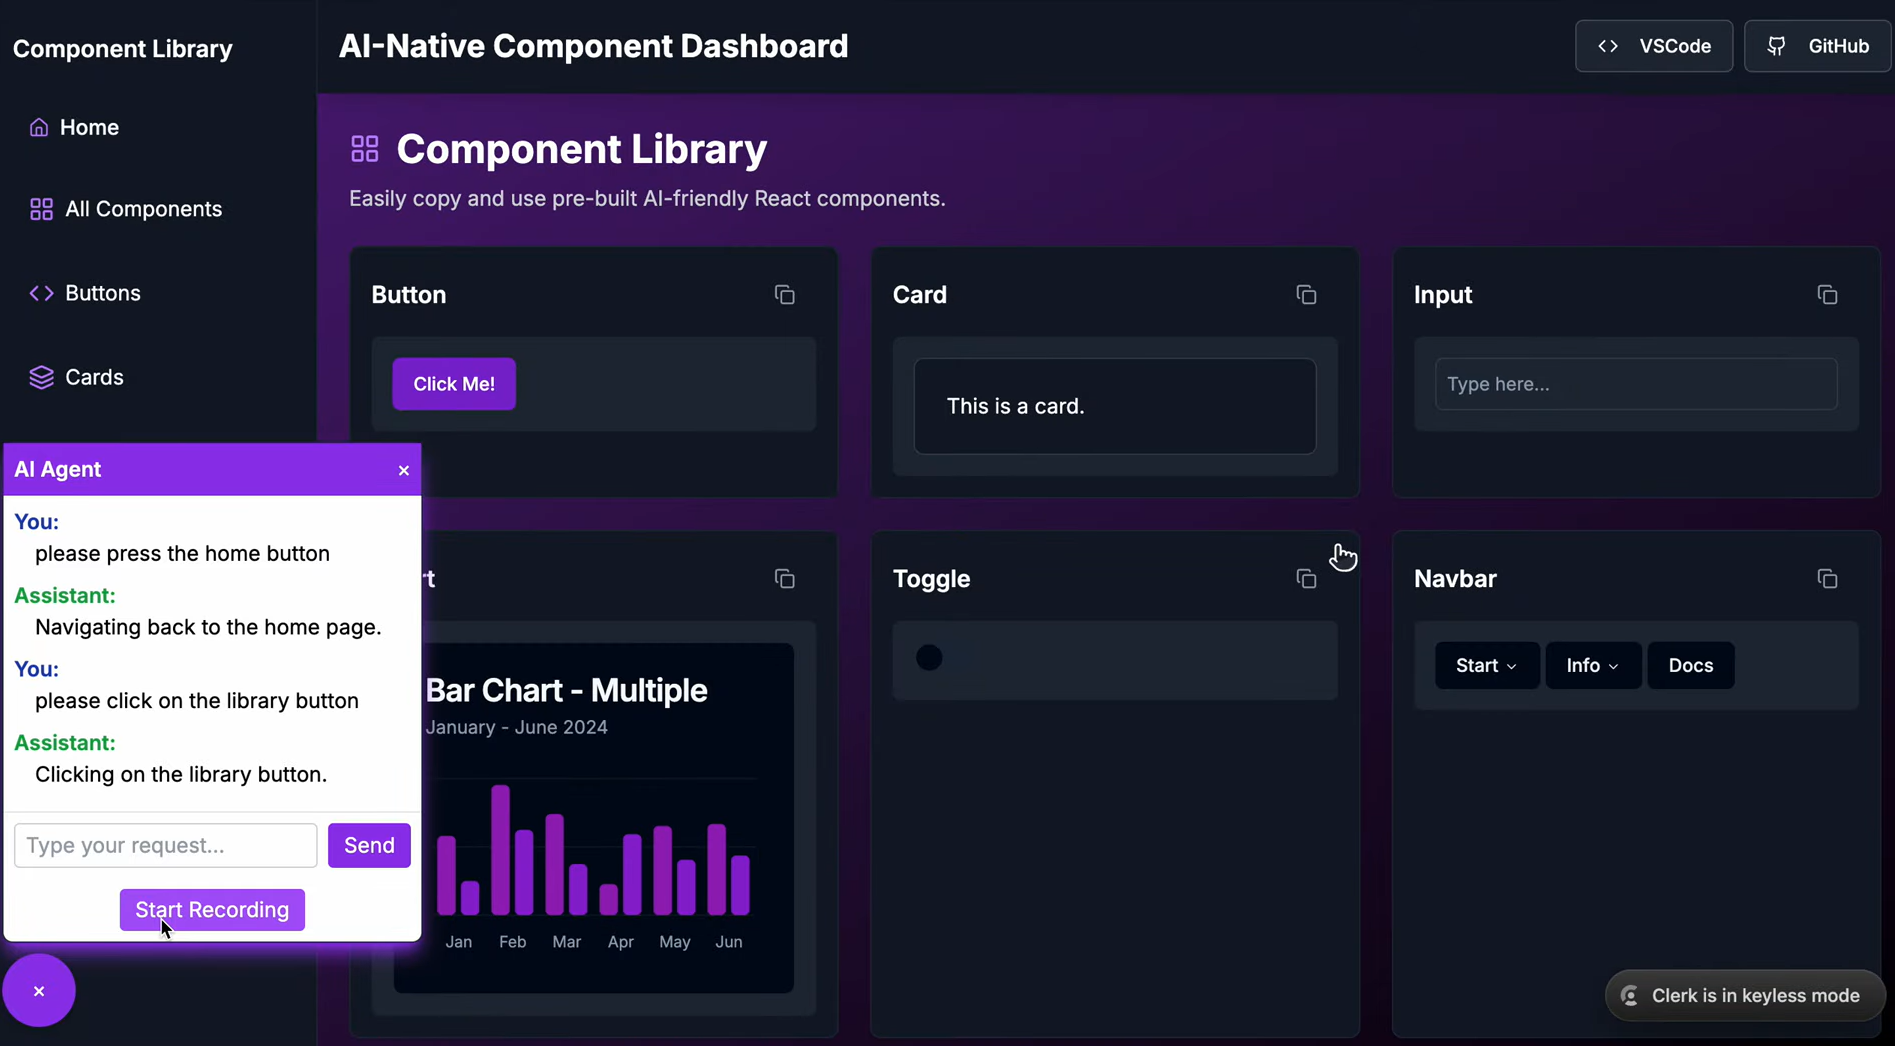 Component Library
Home
All Components
Buttons
Cards
AI-Native Component Dashboard
VSCode
GitHub
Component Library
Easily copy and use pre-built AI-friendly React components.
Button
Click Me!
Card
This is a card.
Input
Type here...
rt
Bar Chart - Multiple
January - June 2024
Jan Feb Mar Apr May Jun
Toggle
Navbar
Start
Info
Docs
AI Agent
You:
please press the home button
Assistant:
Navigating back to the home page.
You:
please click on the library button
Assistant:
Clicking on the library button.
Type your request...
Send
Start Recording
Clerk is in keyless mode